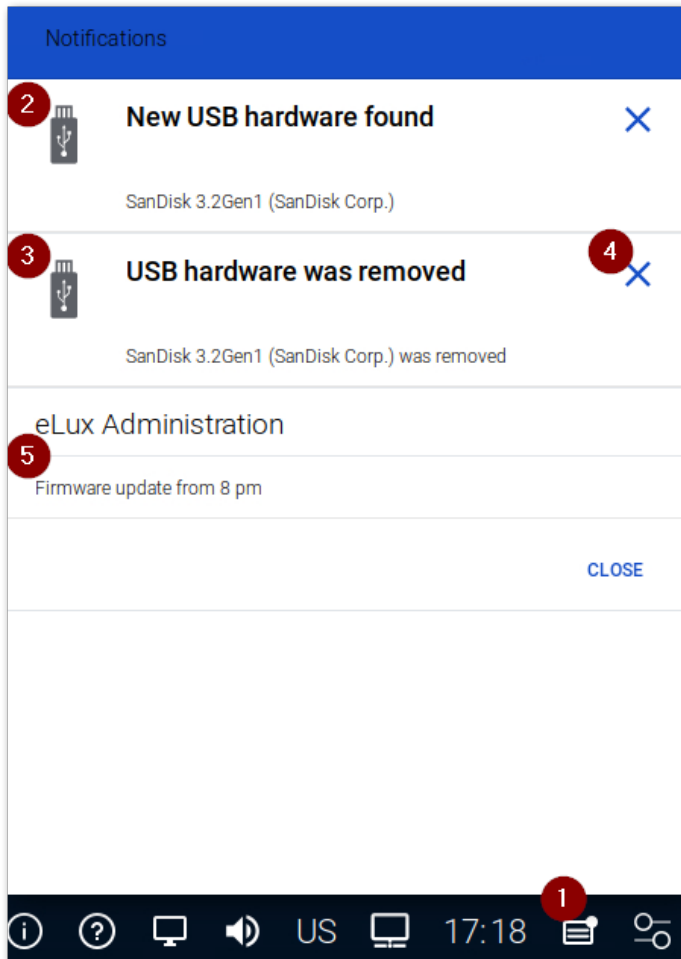 Notifications
2
New USB hardware found
SanDisk 3.2Gen1 (SanDisk Corp.)
3
USB hardware was removed
4
SanDisk 3.2Gen1 (SanDisk Corp.) was removed
eLux Administration
5
Firmware update from 8 pm
CLOSE
1
US
17:18